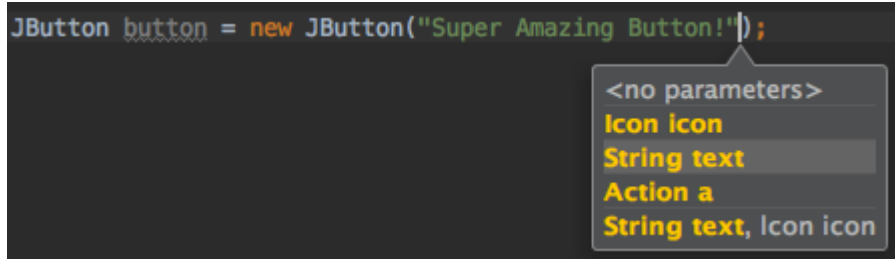 JButton button = new JButton("Super Amazing Button!");
<no parameters>
Icon icon
String text
Action a
String text, Icon icon